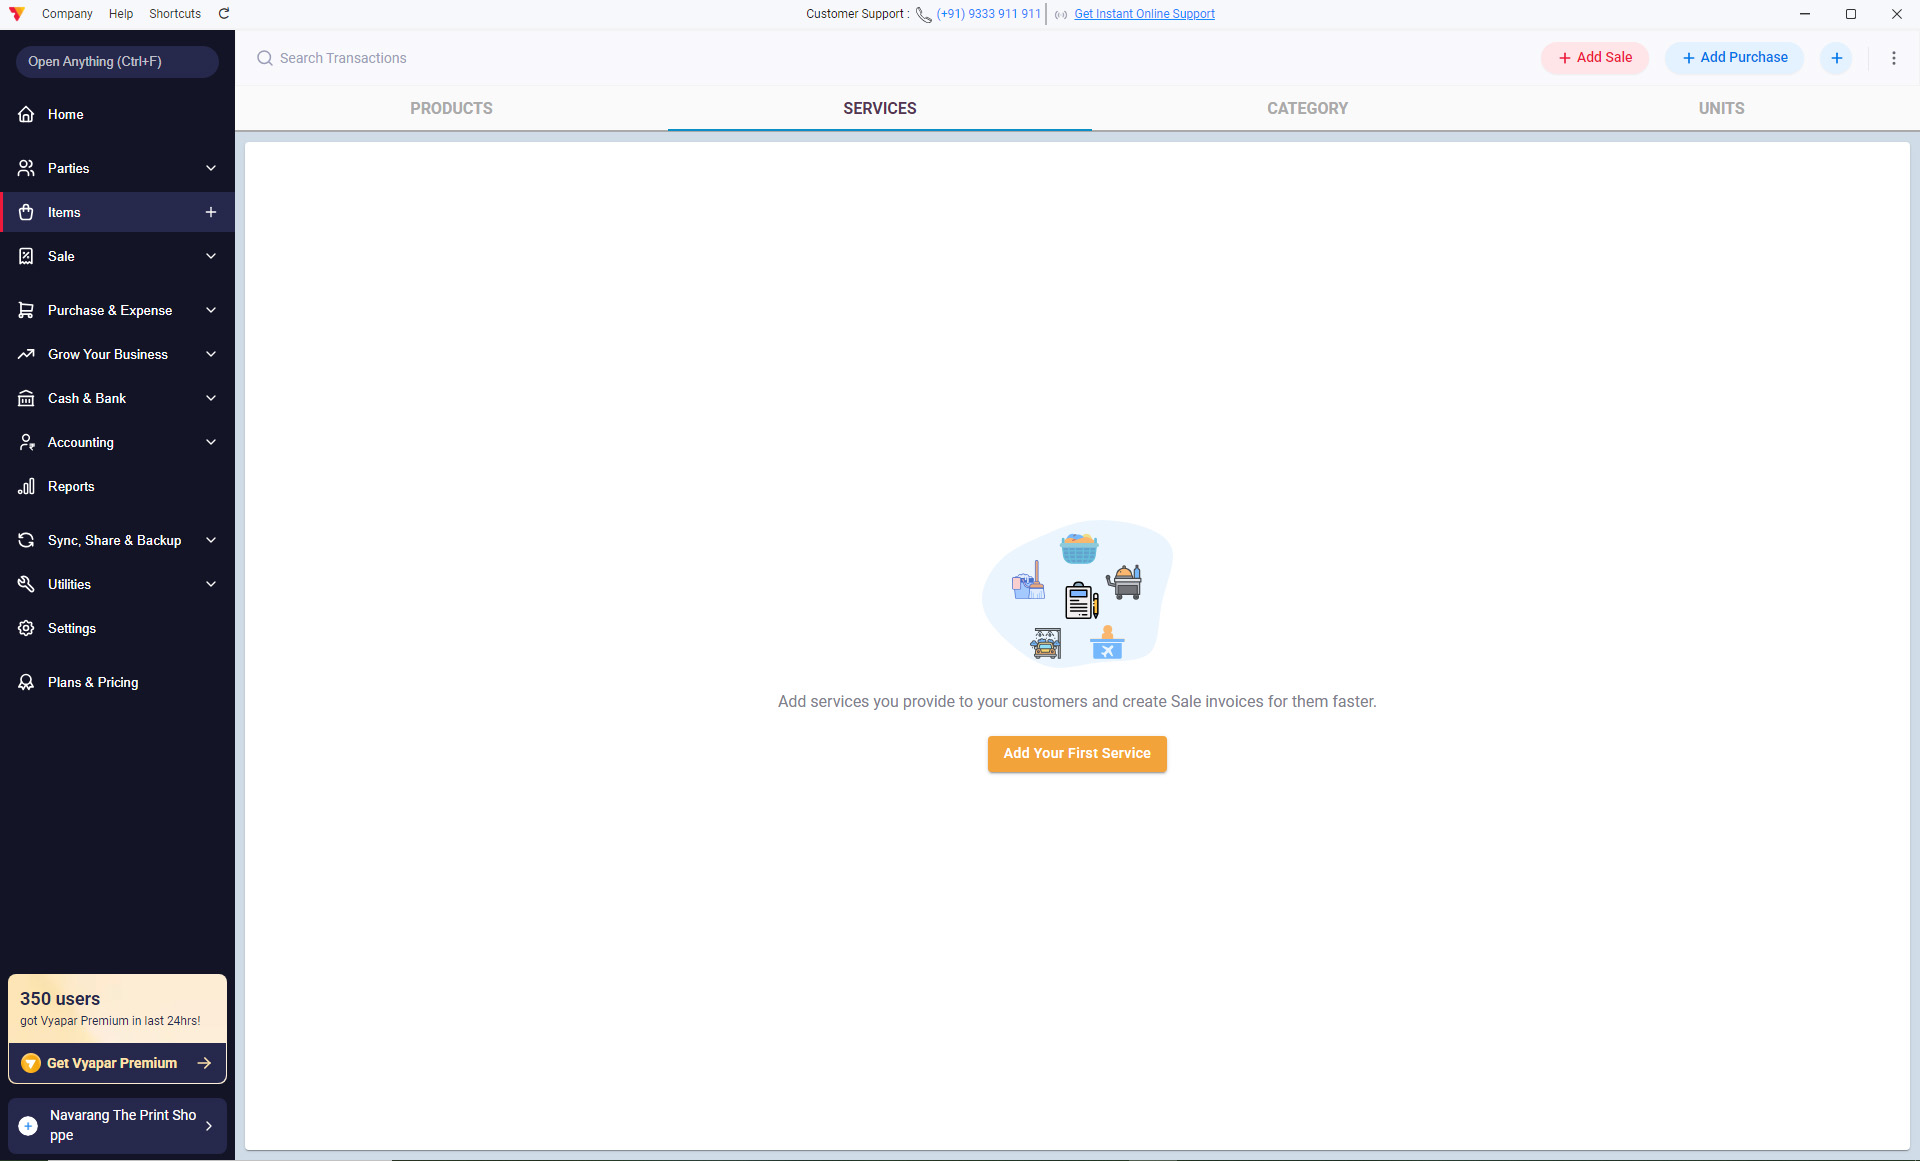 Company Help Shortcuts
Customer Support : (+91) 9333 911 911 Get Instant Online Support
Open Anything (Ctrl+F)
Search Transactions
Add Sale
Add Purchase
PRODUCTS SERVICES CATEGORY UNITS
Home
Parties
Items
Sale
Purchase & Expense
Grow Your Business
Cash & Bank
Accounting
Reports
Sync, Share & Backup
Utilities
Settings
Plans & Pricing
Add services you provide to your customers and create Sale invoices for them faster.
Add Your First Service
350 users
got Vyapar Premium in last 24hrs!
Get Vyapar Premium
Navarang The Print Sho
ppe